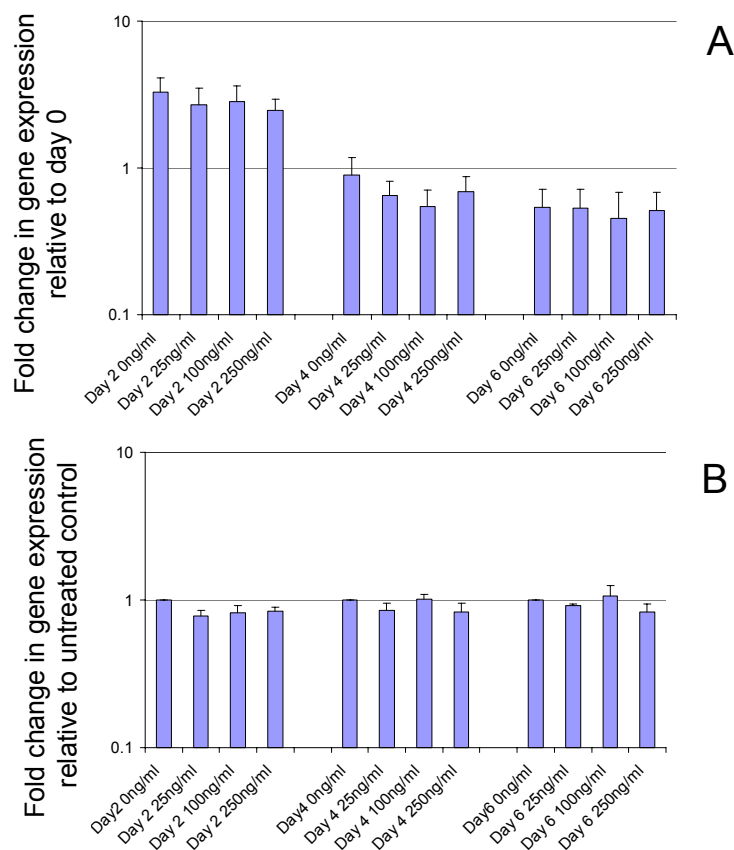 A
Fold change in gene expression
relative to day 0
10
1
0.1
Day 2 0ng/ml
Day 2 25ng/ml
Day 2 100ng/ml
Day 2 250ng/ml
Day 4 0ng/ml
Day 4 25ng/ml
Day 4 100ng/ml
Day 4 250ng/ml
Day 6 0ng/ml
Day 6 25ng/ml
Day 6 100ng/ml
Day 6 250ng/ml
B
Fold change in gene expression
relative to untreated control
10
1
0.1
Day2 0ng/ml
Day 2 25ng/ml
Day 2 100ng/ml
Day 2 250ng/ml
Day4 0ng/ml
Day 4 25ng/ml
Day 4 100ng/ml
Day 4 250ng/ml
Day6 0ng/ml
Day 6 25ng/ml
Day 6 100ng/ml
Day 6 250ng/ml